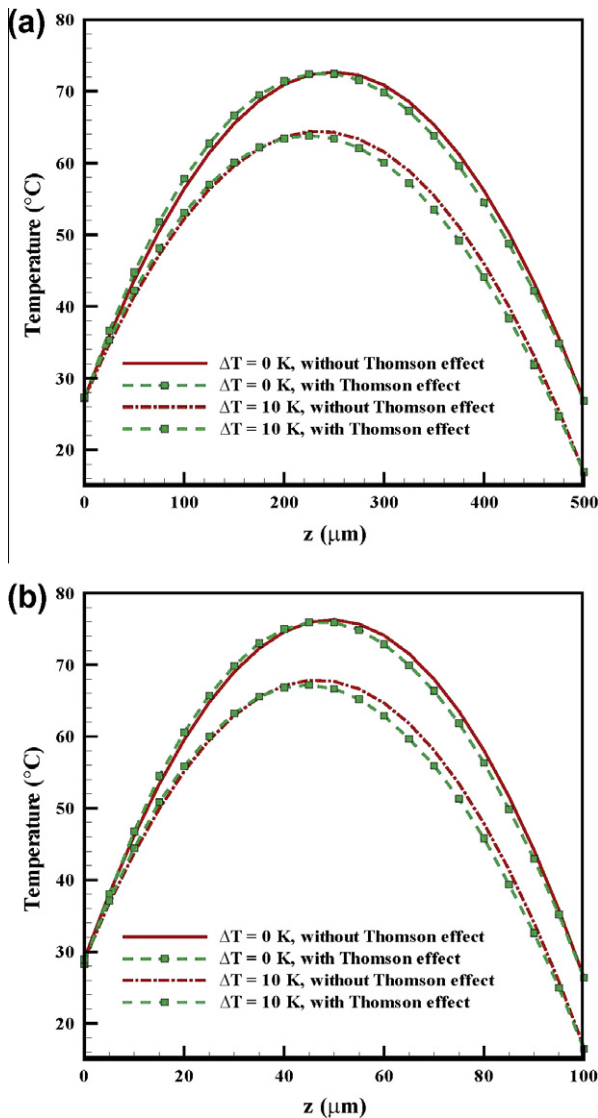 (a)
80
70
60
50
40
30
20
Temperature (°C)
ΔT = 0 K, without Thomson effect
ΔT = 0 K, with Thomson effect
ΔT = 10 K, without Thomson effect
ΔT = 10 K, with Thomson effect
0 100 200 300 400 500
z (μm)
(b)
80
70
60
50
40
30
20
Temperature (°C)
ΔT = 0 K, without Thomson effect
ΔT = 0 K, with Thomson effect
ΔT = 10 K, without Thomson effect
ΔT = 10 K, with Thomson effect
0 20 40 60 80 100
z (μm)